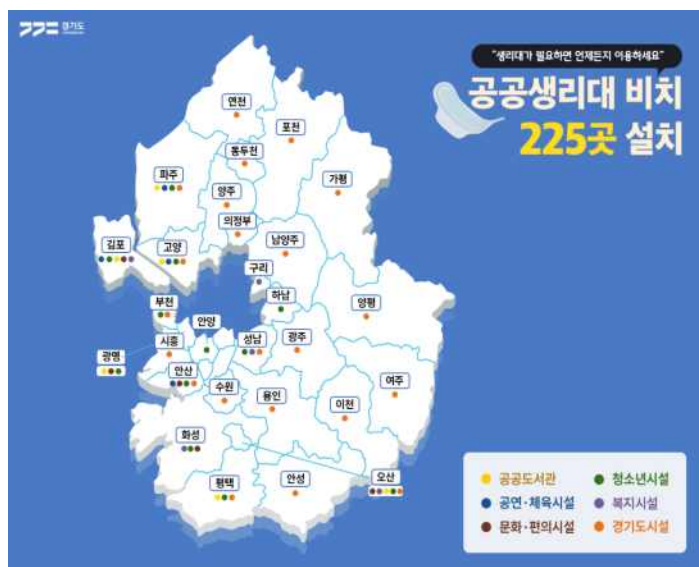 경기도
"생리대가 필요하면 언제든지 이용하세요"
공공생리대 비치
225곳 설치
연천
포천
동두천
파주
양주
가평
의정부
김포
고양
남양주
구리
하남
양평
부천
안양
시흥
성남
광주
광명
안산
수원
용인
이천
여주
화성
오산
평택
안성
공공도서관
청소년시설
공연·체육시설
복지시설
문화·편의시설
경기도시설